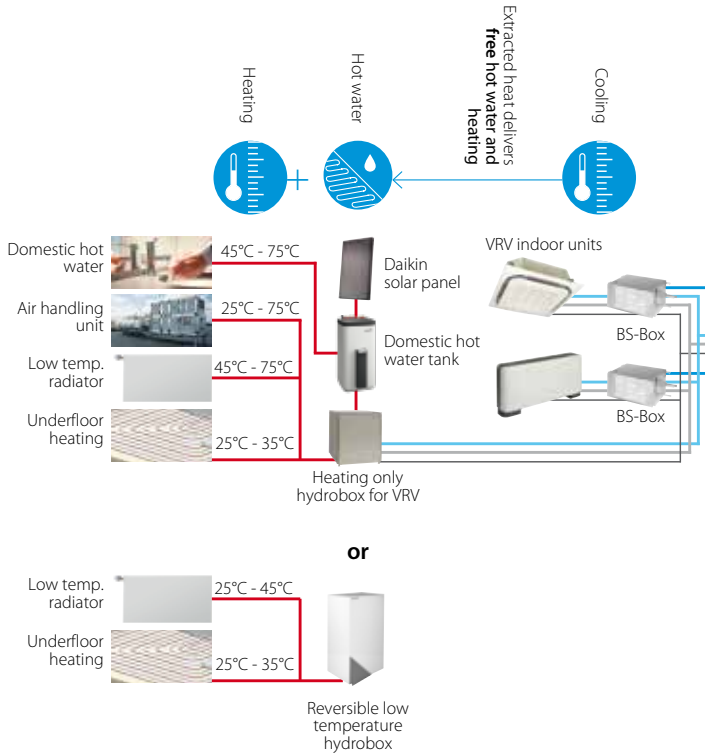 Heating
Hot water
Extracted heat delivers
free hot water and
heating
Cooling
Domestic hot
water
45°C - 75°C
Air handling
unit
25°C - 75°C
Low temp.
radiator
45°C - 75°C
Underfloor
heating
25°C - 35°C
Daikin
solar panel
Domestic hot
water tank
Heating only
hydrobox for VRV
VRV indoor units
BS-Box
BS-Box
or
Low temp.
radiator
25°C - 45°C
Underfloor
heating
25°C - 35°C
Reversible low
temperature
hydrobox